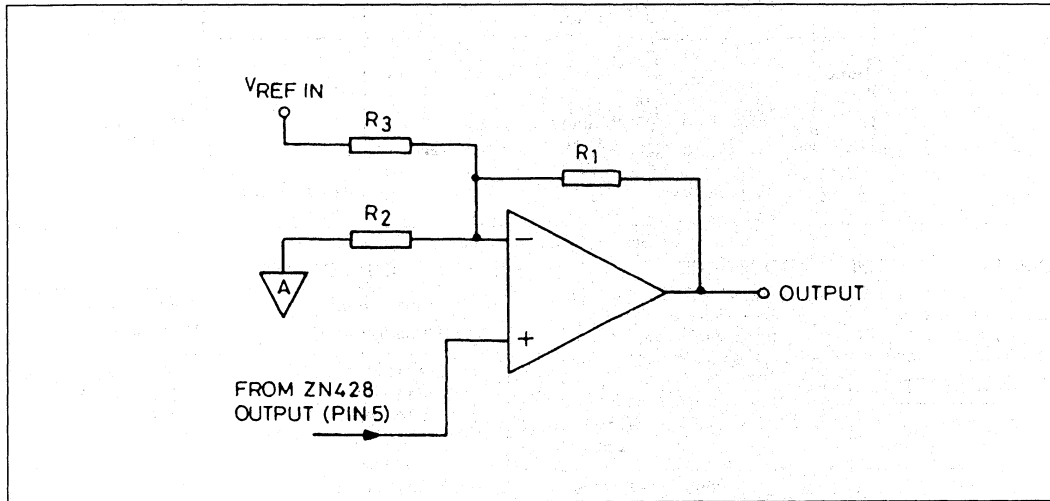 VREF IN
R3
R1
R2
A
−
+
OUTPUT
FROM ZN428
OUTPUT (PIN 5)